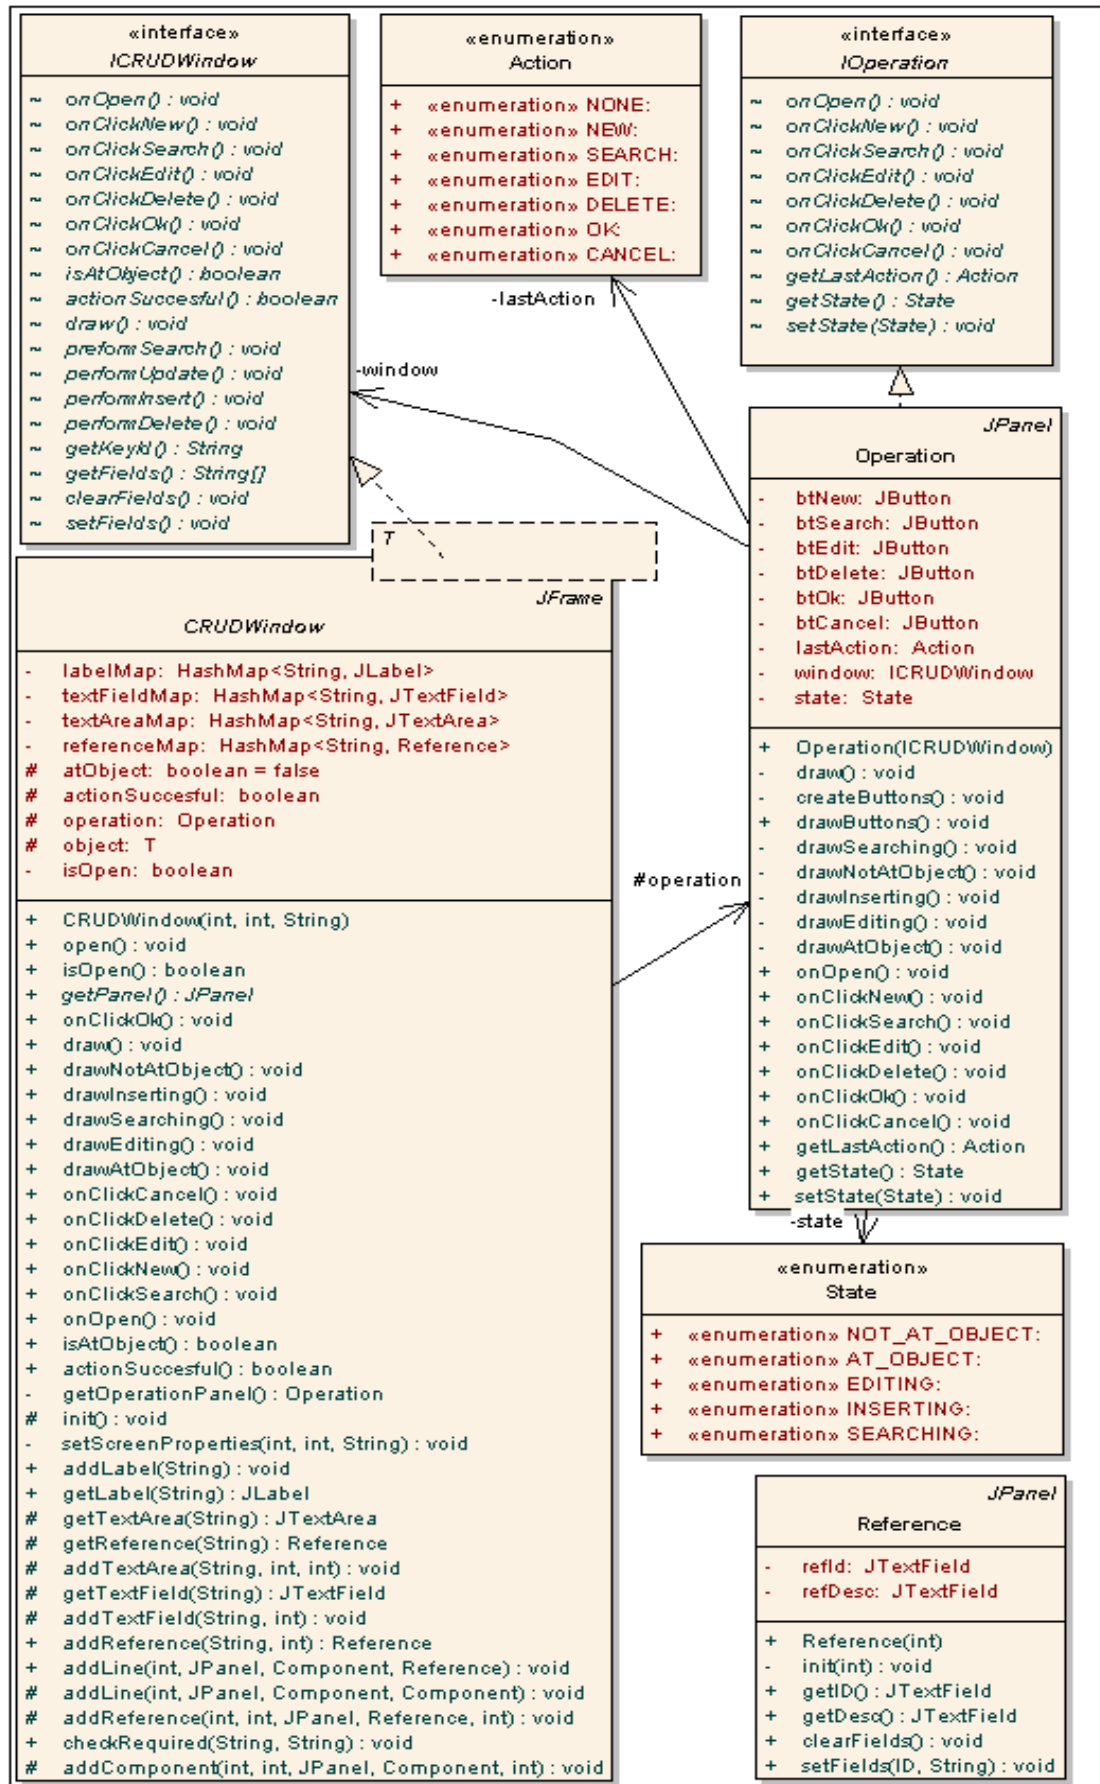 «interface»
ICRUDWindow
~ onOpen() : void
~ onClickNew() : void
~ onClickSearch() : void
~ onClickEdit() : void
~ onClickDelete() : void
~ onClickOk() : void
~ onClickCancel() : void
~ isAtObject() : boolean
~ actionSuccesful() : boolean
~ draw() : void
~ preformSearch() : void
~ performUpdate() : void
~ performInsert() : void
~ performDelete() : void
~ getKeyId() : String
~ getFields() : String[]
~ clearFields() : void
~ setFields() : void
«enumeration»
Action
+ «enumeration» NONE:
+ «enumeration» NEW:
+ «enumeration» SEARCH:
+ «enumeration» EDIT:
+ «enumeration» DELETE:
+ «enumeration» OK:
+ «enumeration» CANCEL:
«interface»
IOperation
~ onOpen() : void
~ onClickNew() : void
~ onClickSearch() : void
~ onClickEdit() : void
~ onClickDelete() : void
~ onClickOk() : void
~ onClickCancel() : void
~ getLastAction() : Action
~ getState() : State
~ setState(State) : void
-lastAction
-window
T
JFrame
CRUDWindow
- labelMap: HashMap<String, JLabel>
- textFieldMap: HashMap<String, JTextField>
- textAreaMap: HashMap<String, JTextArea>
- referenceMap: HashMap<String, Reference>
# atObject: boolean = false
# actionSuccesful: boolean
# operation: Operation
# object: T
- isOpen: boolean
+ CRUDWindow(int, int, String)
+ open() : void
+ isOpen() : boolean
+ getPanel() : JPanel
+ onClickOk() : void
+ draw() : void
+ drawNotAtObject() : void
+ drawInserting() : void
+ drawSearching() : void
+ drawEditing() : void
+ drawAtObject() : void
+ onClickCancel() : void
+ onClickDelete() : void
+ onClickEdit() : void
+ onClickNew() : void
+ onClickSearch() : void
+ onOpen() : void
+ isAtObject() : boolean
+ actionSuccesful() : boolean
- getOperationPanel() : Operation
# init() : void
- setScreenProperties(int, int, String) : void
+ addLabel(String) : void
+ getLabel(String) : JLabel
# getTextArea(String) : JTextArea
# getReference(String) : Reference
# addTextArea(String, int, int) : void
# getTextField(String) : JTextField
# addTextField(String, int) : void
+ addReference(String, int) : Reference
+ addLine(int, JPanel, Component, Reference) : void
# addLine(int, JPanel, Component, Component) : void
# addReference(int, int, JPanel, Reference, int) : void
+ checkRequired(String, String) : void
# addComponent(int, int, JPanel, Component, int) : void
#operation
JPanel
Operation
- btNew: JButton
- btSearch: JButton
- btEdit: JButton
- btDelete: JButton
- btOk: JButton
- btCancel: JButton
- lastAction: Action
- window: ICRUDWindow
- state: State
+ Operation(ICRUDWindow)
- draw() : void
- createButtons() : void
+ drawButtons() : void
- drawSearching() : void
- drawNotAtObject() : void
- drawInserting() : void
- drawEditing() : void
- drawAtObject() : void
+ onOpen() : void
+ onClickNew() : void
+ onClickSearch() : void
+ onClickEdit() : void
+ onClickDelete() : void
+ onClickOk() : void
+ onClickCancel() : void
+ getLastAction() : Action
+ getState() : State
+ setState(State) : void
-state
«enumeration»
State
+ «enumeration» NOT_AT_OBJECT:
+ «enumeration» AT_OBJECT:
+ «enumeration» EDITING:
+ «enumeration» INSERTING:
+ «enumeration» SEARCHING:
JPanel
Reference
- refId: JTextField
- refDesc: JTextField
+ Reference(int)
- init(int) : void
+ getID() : JTextField
+ getDesc() : JTextField
+ clearFields() : void
+ setFields(ID, String) : void